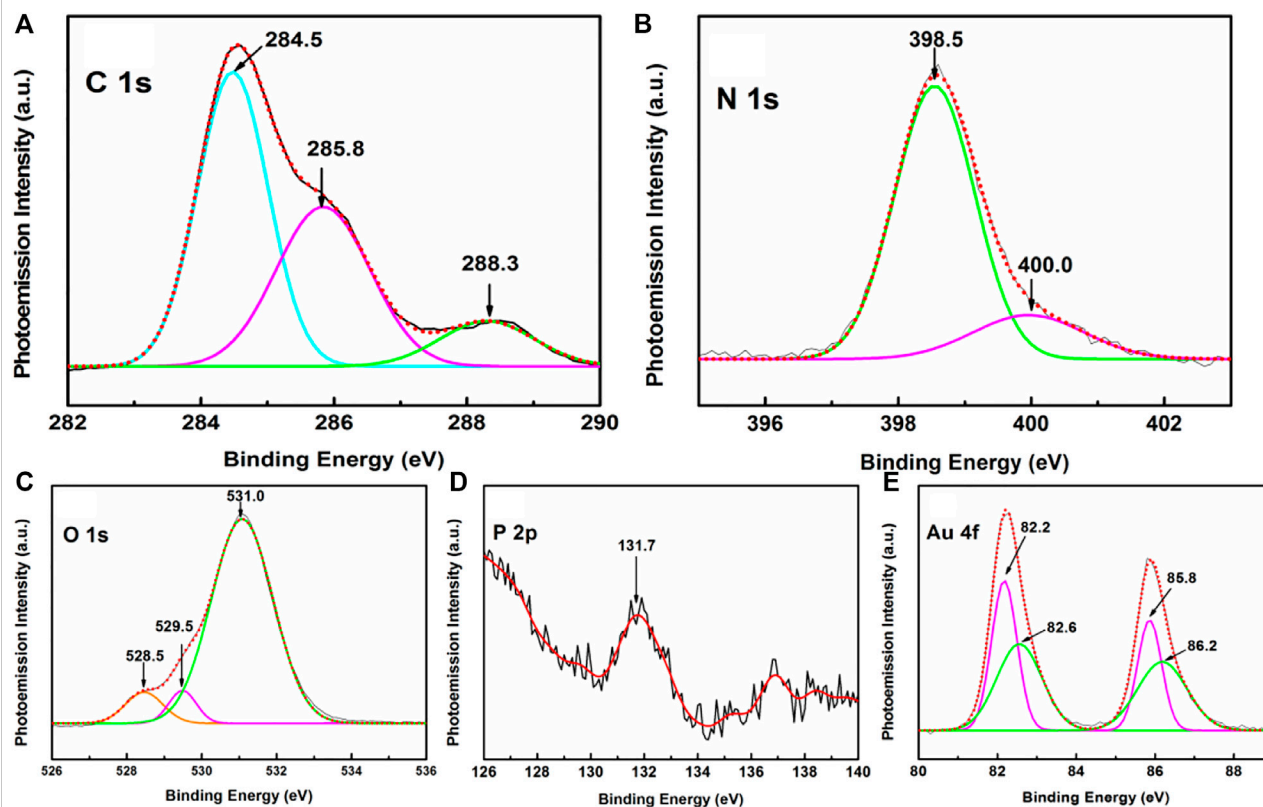 A
C 1s
284.5
285.8
288.3
Photoemission Intensity (a.u.)
282 284 286 288 290
Binding Energy (eV)
B
N 1s
398.5
400.0
Photoemission Intensity (a.u.)
396 398 400 402
Binding Energy (eV)
C
O 1s
531.0
529.5
528.5
Photoemission Intensity (a.u.)
526 528 530 532 534 536
Binding Energy (eV)
D
P 2p
131.7
Photoemission Intensity (a.u.)
126 128 130 132 134 136 138 140
Binding Energy (eV)
E
Au 4f
82.2
85.8
82.6
86.2
Photoemission Intensity (a.u.)
80 82 84 86 88
Binding Energy (eV)